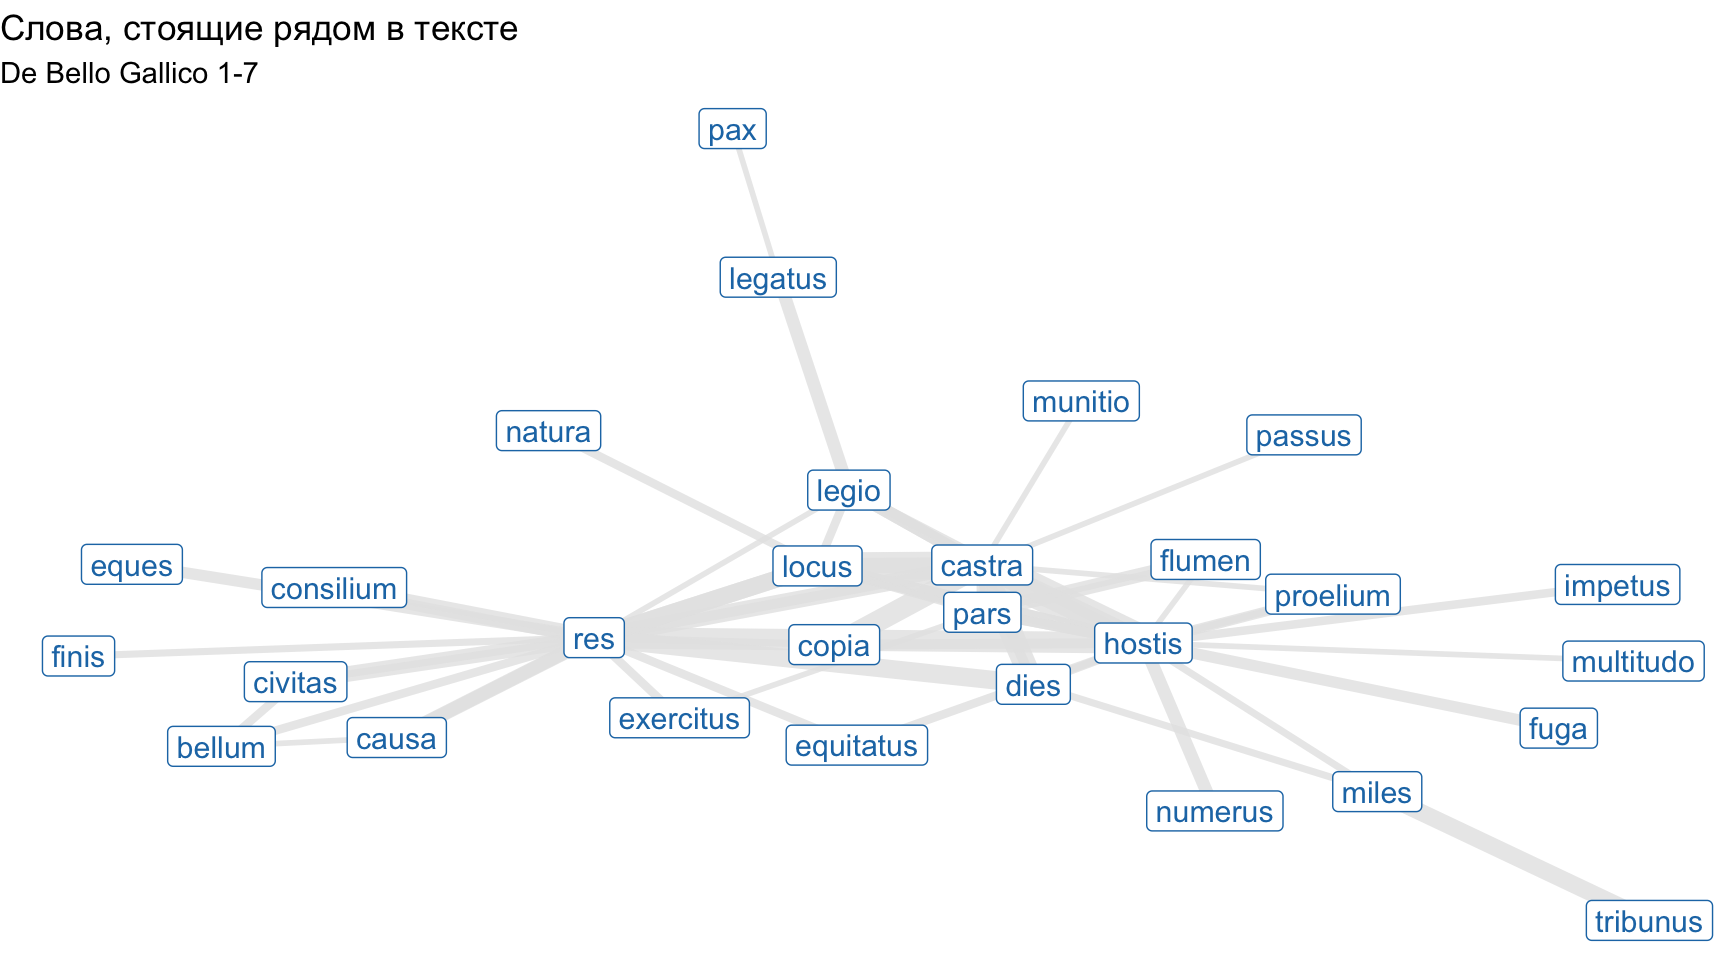 Слова, стоящие рядом в тексте
De Bello Gallico 1-7
pax
legatus
munitio
natura
passus
legio
eques
consilium
locus
castra
flumen
proelium
impetus
pars
finis
res
copia
hostis
multitudo
civitas
dies
bellum
causa
exercitus
equitatus
fuga
numerus
miles
tribunus